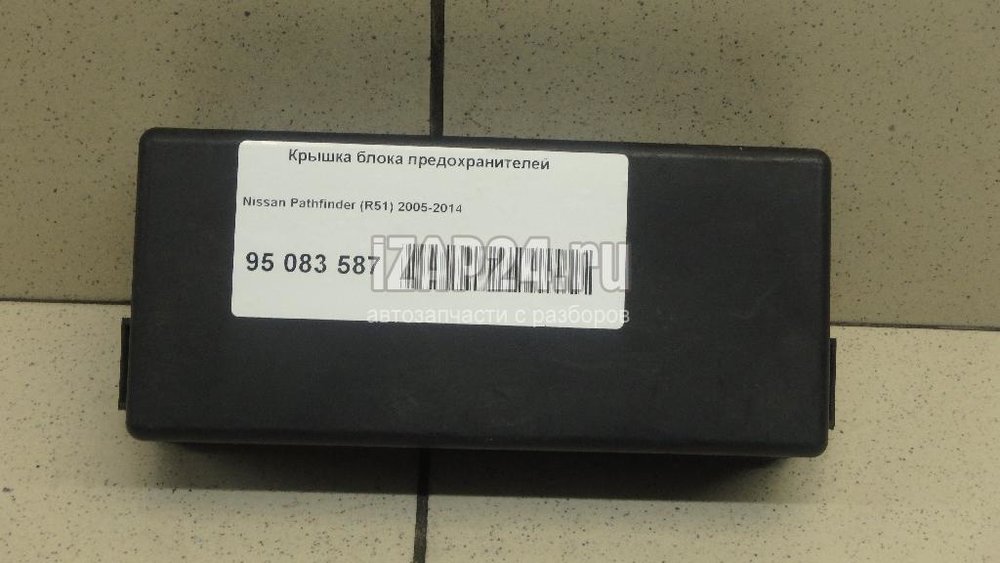 Крышка блока предохранителей
Nissan Pathfinder (R51) 2005-2014
95 083 587
iZAP24.ru
автозапчасти с разборов